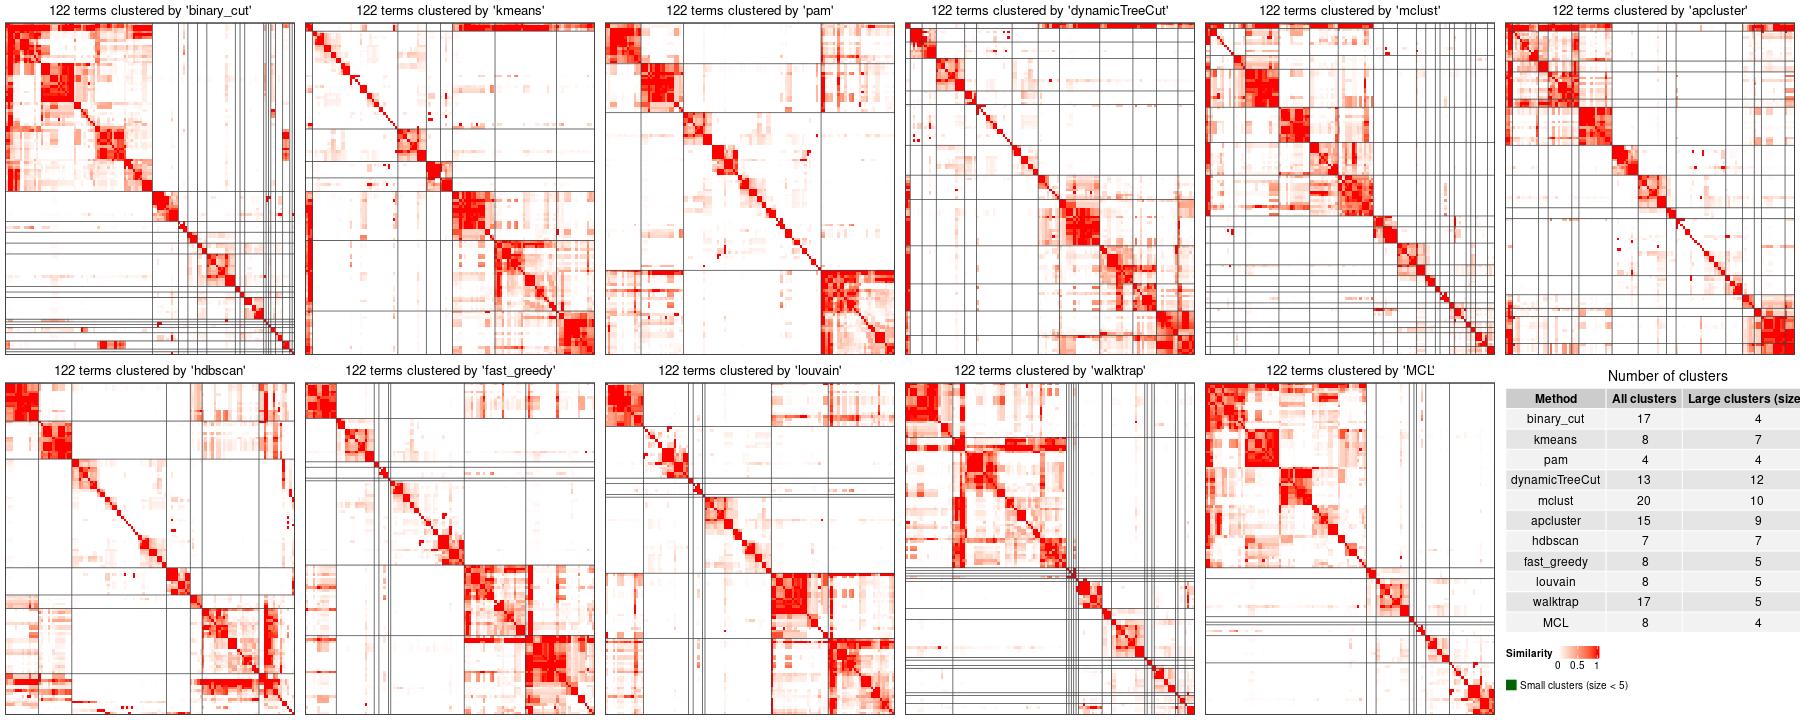 122 terms clustered by 'binary_cut'
122 terms clustered by 'kmeans'
122 terms clustered by 'pam'
122 terms clustered by 'dynamicTreeCut'
122 terms clustered by 'mclust'
122 terms clustered by 'apcluster'
122 terms clustered by 'hdbscan'
122 terms clustered by 'fast_greedy'
122 terms clustered by 'louvain'
122 terms clustered by 'walktrap'
122 terms clustered by 'MCL'
Number of clusters
Method All clusters Large clusters (size
binary_cut 17 4
kmeans 8 7
pam 4 4
dynamicTreeCut 13 12
mclust 20 10
apcluster 15 9
hdbscan 7 7
fast_greedy 8 5
louvain 8 5
walktrap 17 5
MCL 8 4
Similarity
0 0.5 1
Small clusters (size < 5)